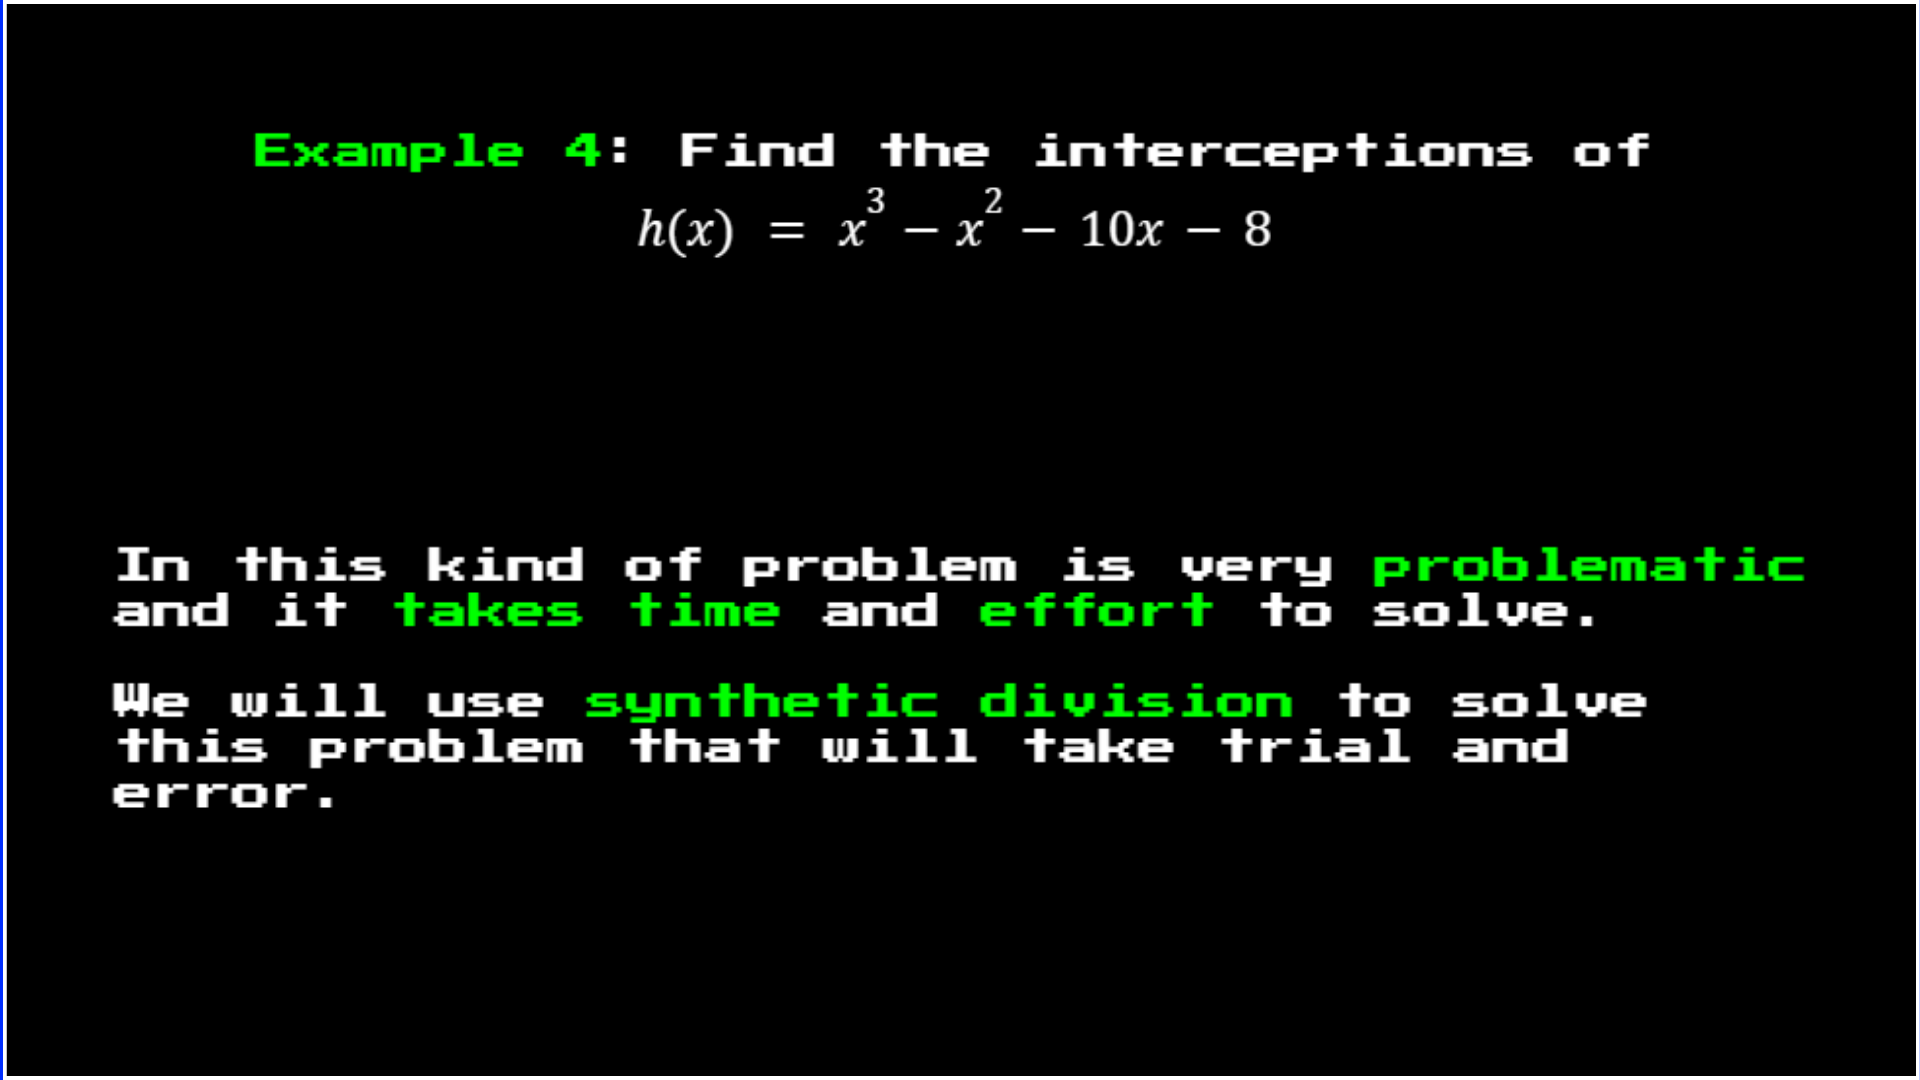 Example 4: Find the interceptions of
h(x) = x³ − x² − 10x − 8
In this kind of problem is very problematic
and it takes time and effort to solve.
We will use synthetic division to solve
this problem that will take trial and
error.